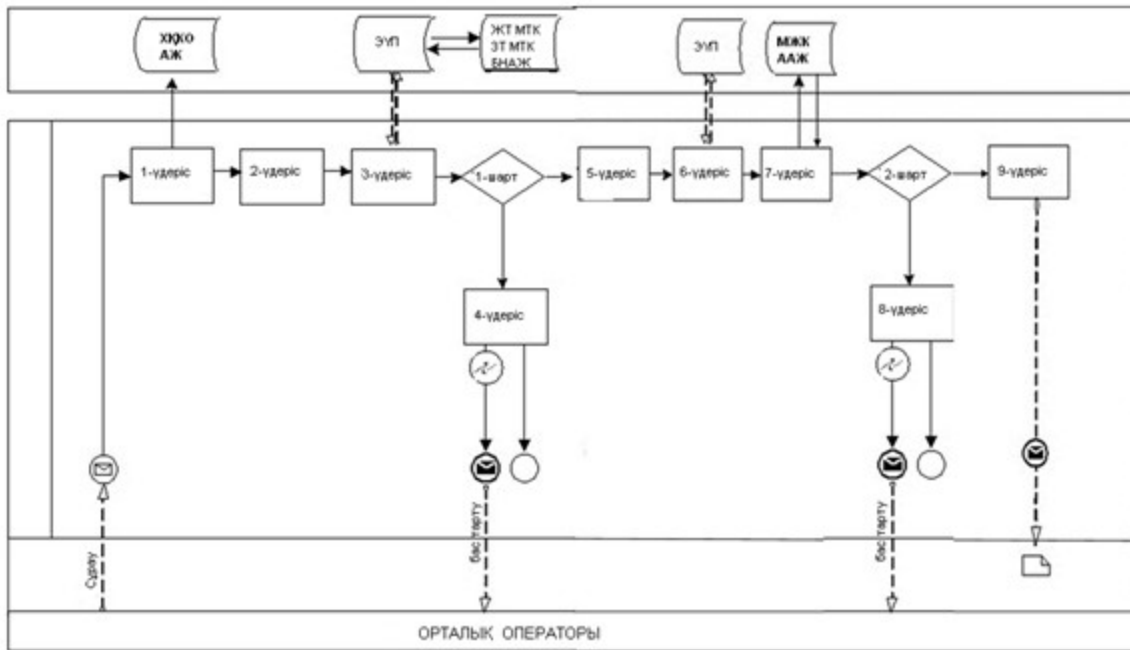 ХҚКО
АЖ
ЭҮП
ЖТ МТК
ЗТ МТК
БНАЖ
ЭҮП
МЖК
ААЖ
1-үдеріс
2-үдеріс
3-үдеріс
1-шарт
5-үдеріс
6-үдеріс
7-үдеріс
2-шарт
9-үдеріс
4-үдеріс
8-үдеріс
Сұрау
бас тарту
бас тарту
ОРТАЛЫҚ ОПЕРАТОРЫ